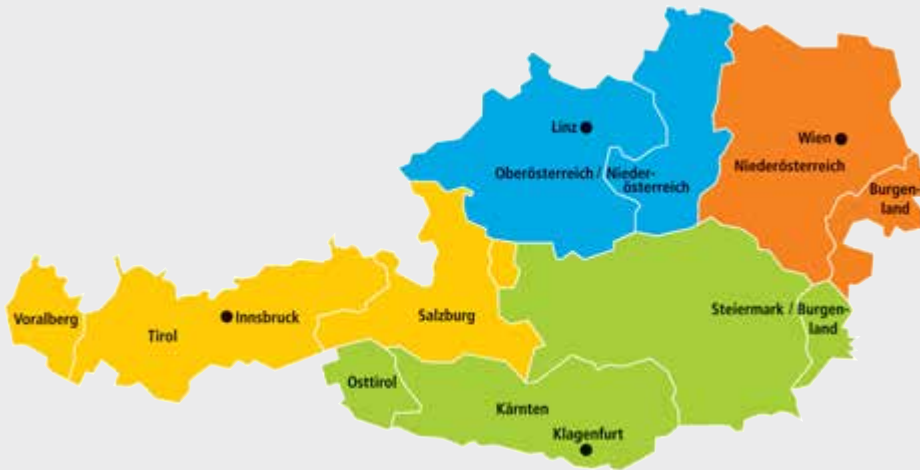 Linz
Wien
Oberösterreich / Nieder-
österreich
Niederösterreich
Burgen-
land
Voralberg
Tirol
Innsbruck
Salzburg
Steiermark / Burgen-
land
Osttirol
Kärnten
Klagenfurt